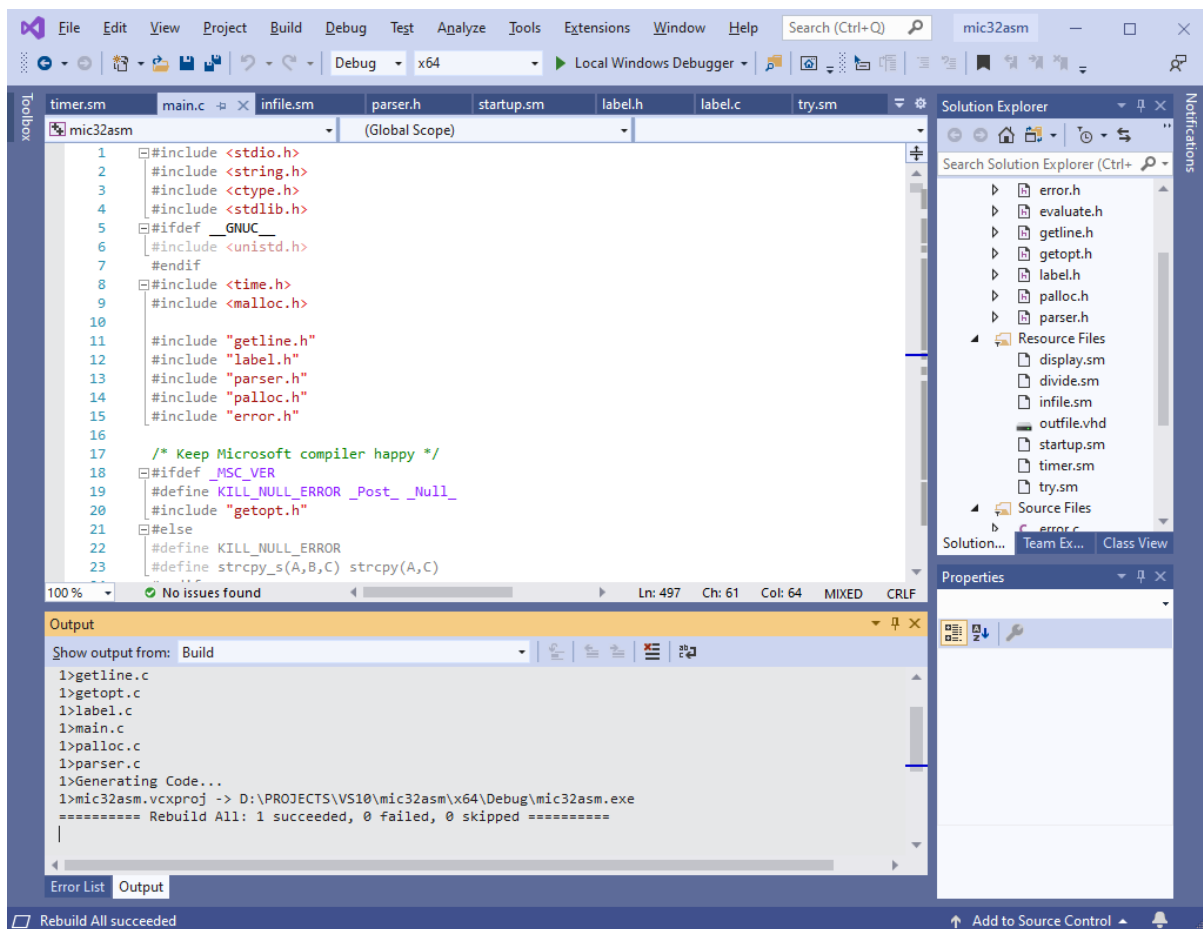 File Edit View Project Build Debug Test Analyze Tools Extensions Window Help Search (Ctrl+Q) mic32asm
Debug x64 Local Windows Debugger
Toolbox
timer.sm main.c infile.sm parser.h startup.sm label.h label.c try.sm
mic32asm (Global Scope)
1 #include <stdio.h>
2 #include <string.h>
3 #include <ctype.h>
4 #include <stdlib.h>
5 #ifdef __GNUC__
6 #include <unistd.h>
7 #endif
8 #include <time.h>
9 #include <malloc.h>
10
11 #include "getline.h"
12 #include "label.h"
13 #include "parser.h"
14 #include "palloc.h"
15 #include "error.h"
16
17 /* Keep Microsoft compiler happy */
18 #ifdef _MSC_VER
19 #define KILL_NULL_ERROR _Post_ _Null_
20 #include "getopt.h"
21 #else
22 #define KILL_NULL_ERROR
23 #define strcpy_s(A,B,C) strcpy(A,C)
100 % No issues found Ln: 497 Ch: 61 Col: 64 MIXED CRLF
Output
Show output from: Build
1>getline.c
1>getopt.c
1>label.c
1>main.c
1>palloc.c
1>parser.c
1>Generating Code...
1>mic32asm.vcxproj -> D:\PROJECTS\VS10\mic32asm\x64\Debug\mic32asm.exe
========== Rebuild All: 1 succeeded, 0 failed, 0 skipped ==========
Error List Output
Solution Explorer
Search Solution Explorer (Ctrl+
error.h
evaluate.h
getline.h
getopt.h
label.h
palloc.h
parser.h
Resource Files
display.sm
divide.sm
infile.sm
outfile.vhd
startup.sm
timer.sm
try.sm
Source Files
error.c
Solution... Team Ex... Class View
Properties
Notifications
Rebuild All succeeded Add to Source Control